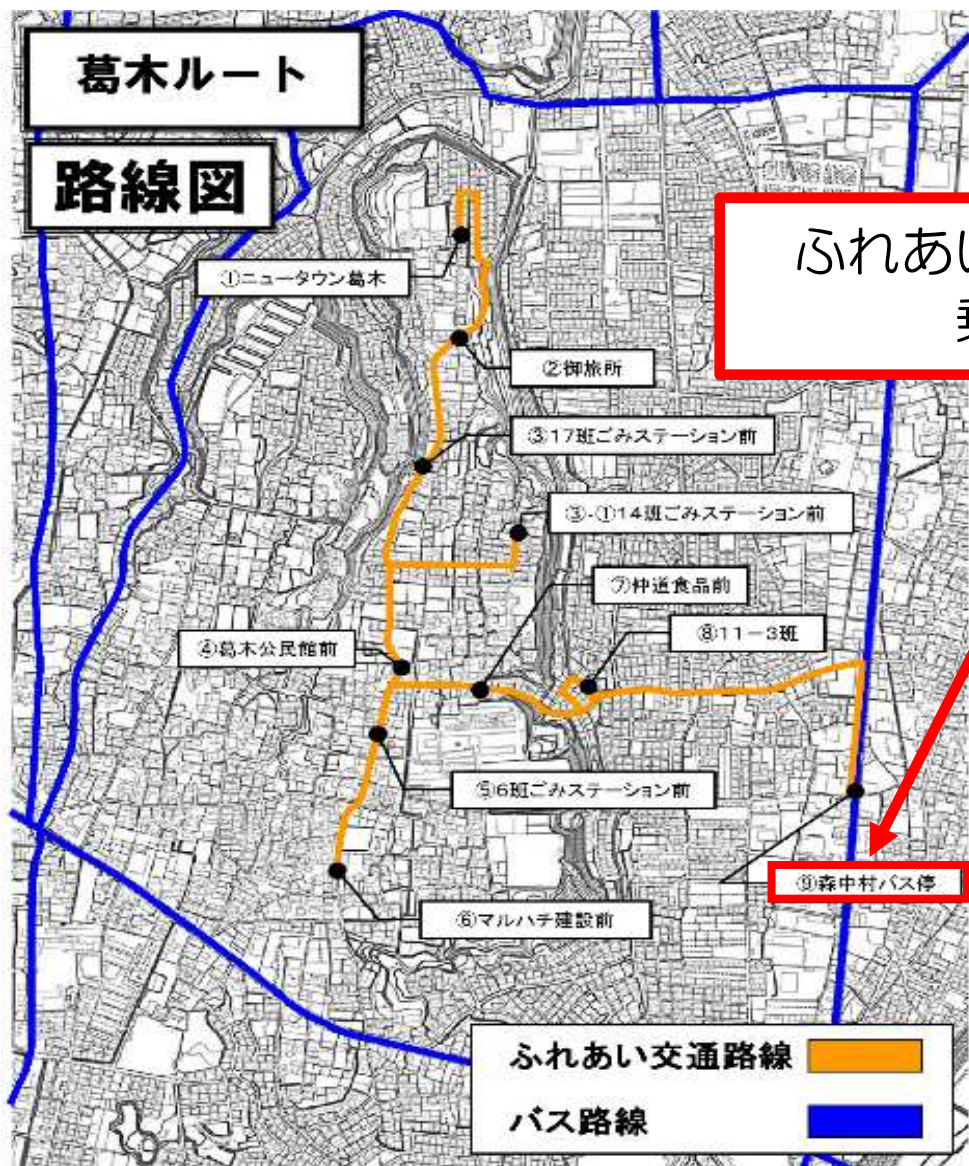 葛木ルート
路線図
ふれあい
①ニュータウン葛木
②御旅所
③17班ごみステーション前
③-①14班ごみステーション前
⑦仲道食品前
⑧11-3班
④葛木公民館前
⑤6班ごみステーション前
⑨森中村バス停
⑥マルハチ建設前
ふれあい交通路線
バス路線